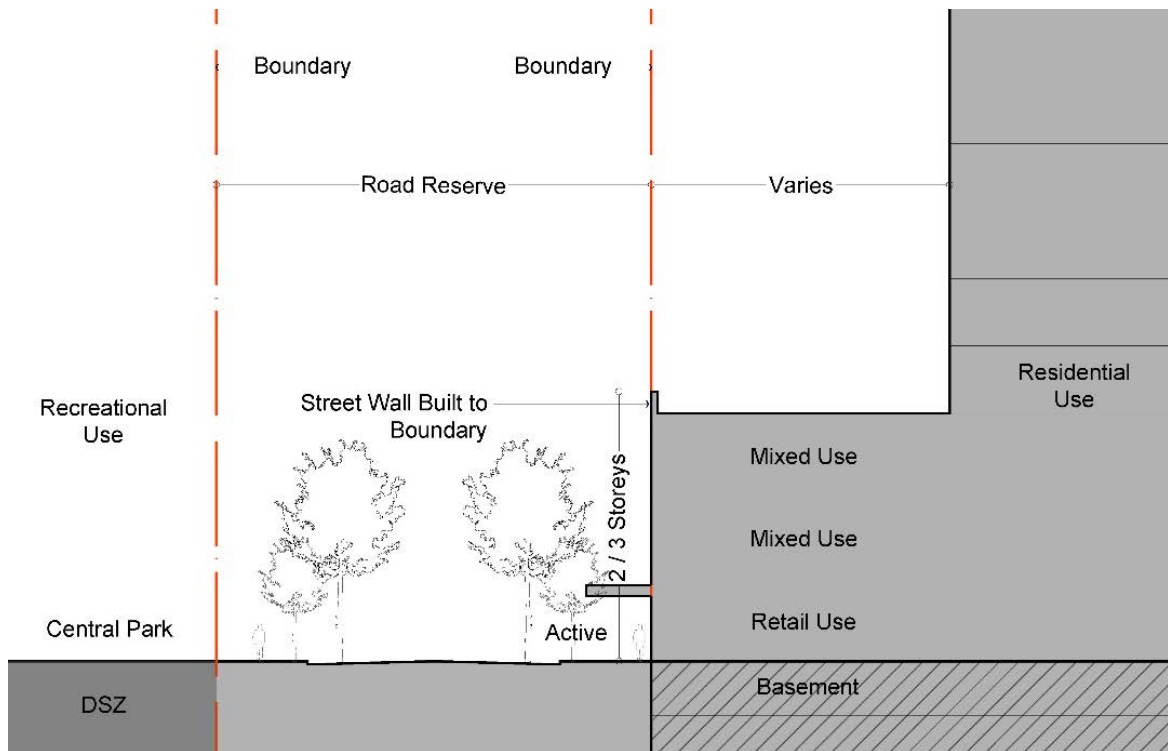 Boundary
Boundary
Road Reserve
Varies
Residential
Use
Recreational
Use
Street Wall Built to
Boundary
2 / 3 Storeys
Mixed Use
Mixed Use
Central Park
Active
Retail Use
DSZ
Basement